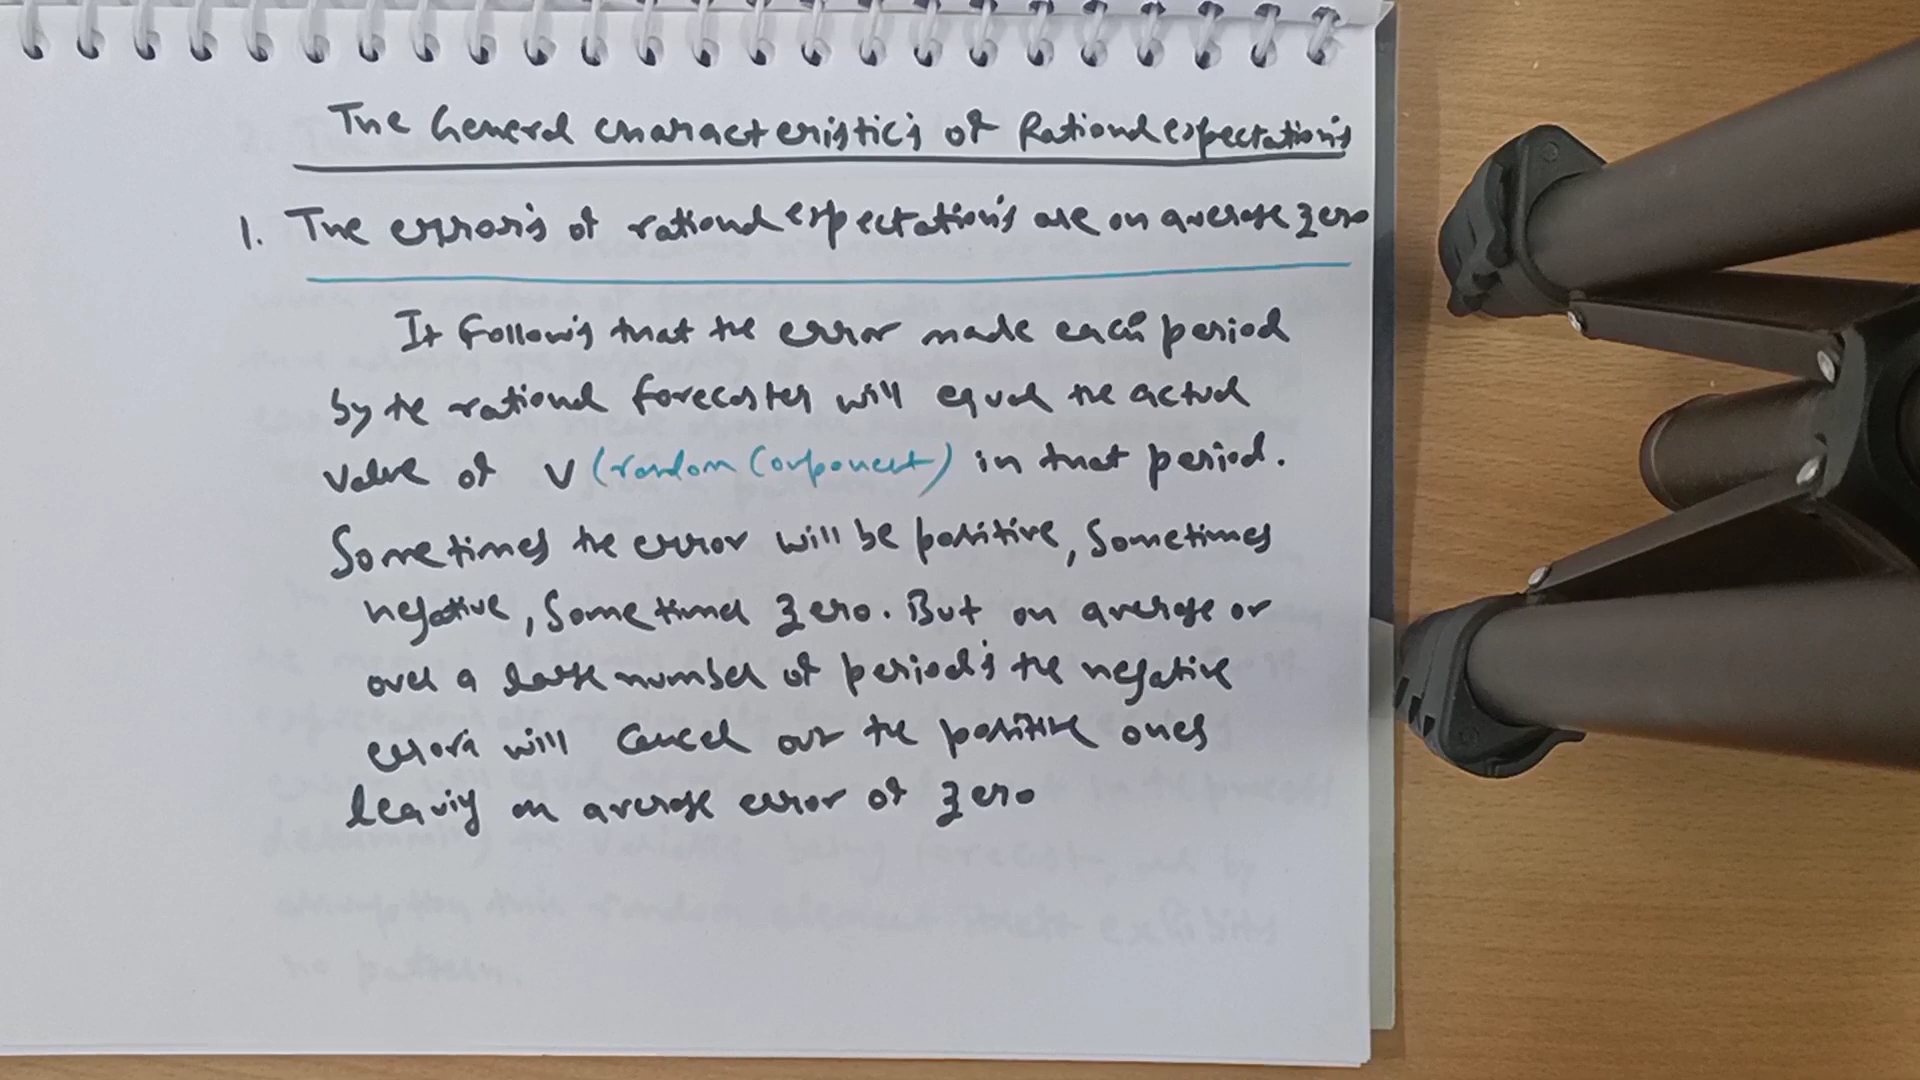 The General characteristics of Rational expectations
1. The errors of rational expectations are on average zero
It follows that the error made each period
by the rational forecaster will equal the actual
value of v (random component) in that period.
Sometimes the error will be positive, Sometimes
negative, Sometimes zero. But on average or
over a large number of periods the negative
errors will cancel out the positive ones
leaving an average error of zero